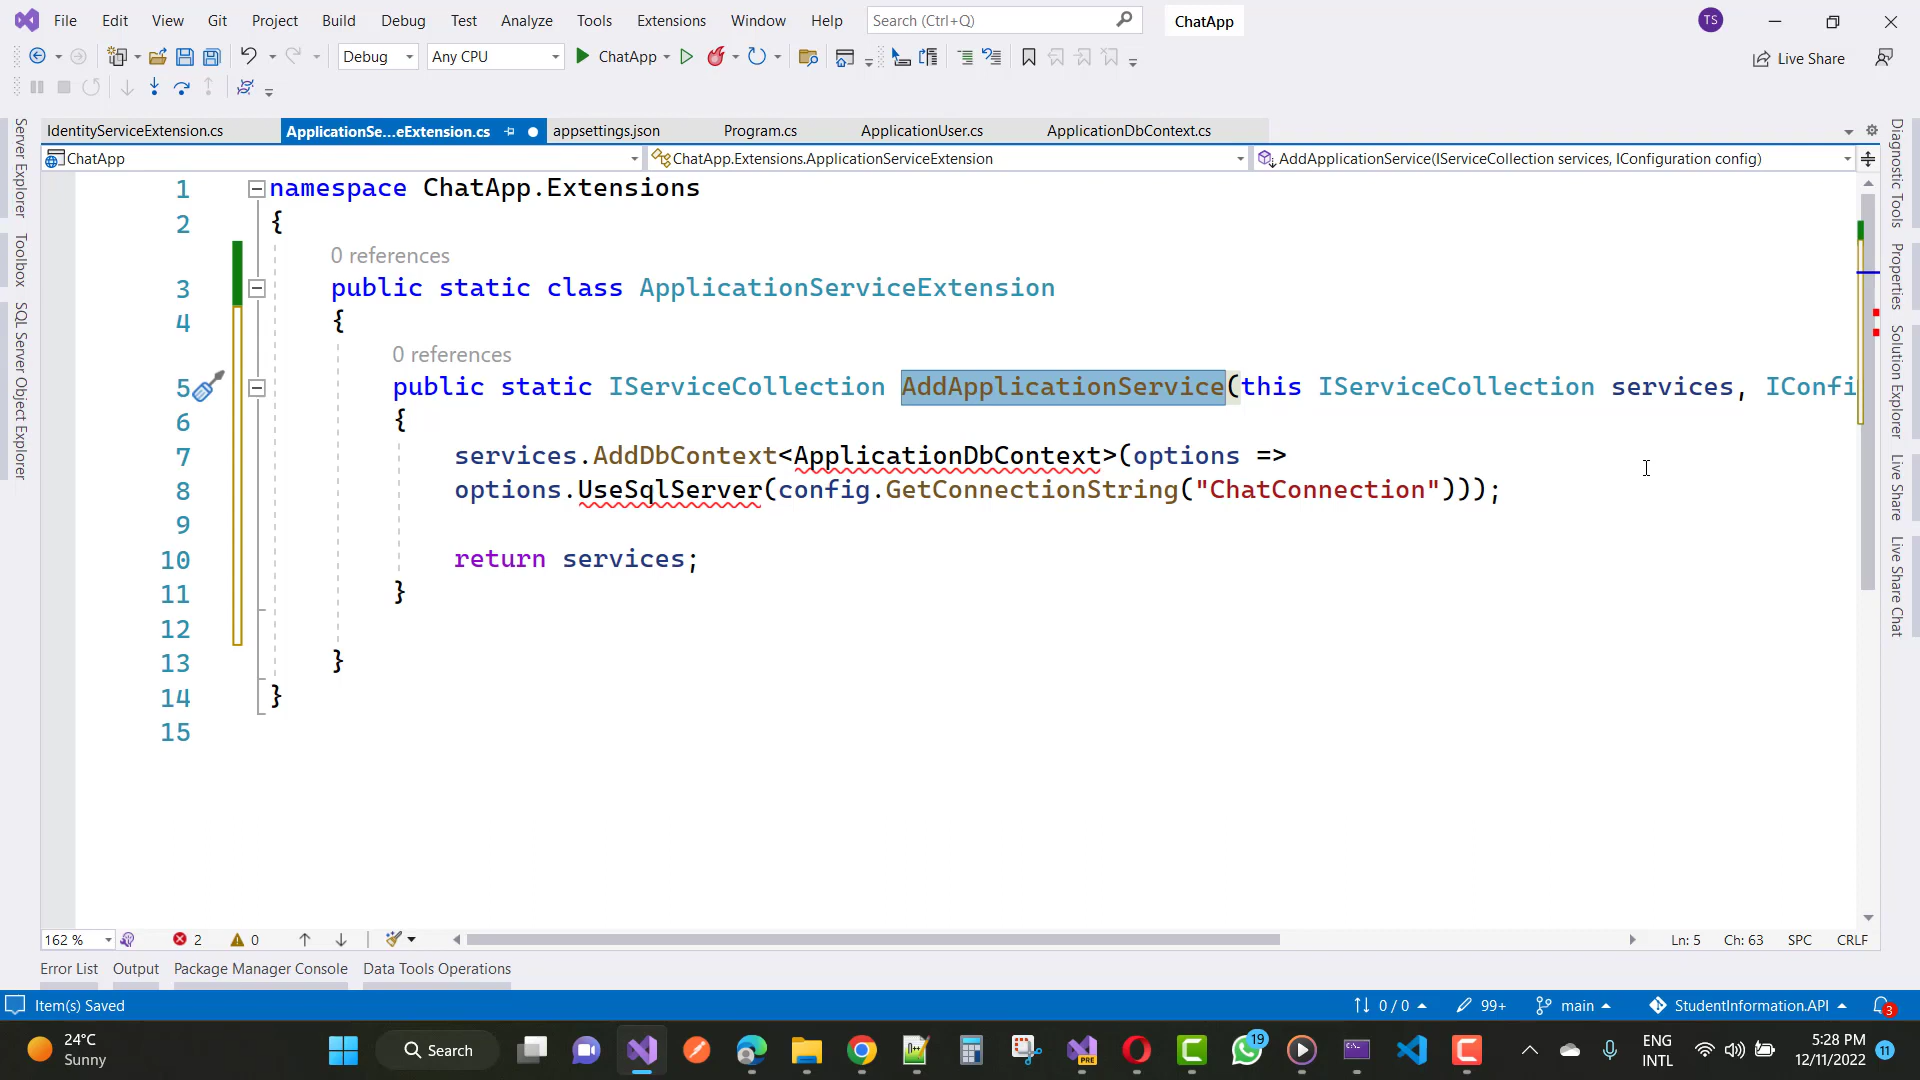 File Edit View Git Project Build Debug Test Analyze Tools Extensions Window Help Search (Ctrl+Q) ChatApp TS
Debug Any CPU ChatApp Live Share
IdentityServiceExtension.cs ApplicationSe...eExtension.cs appsettings.json Program.cs ApplicationUser.cs ApplicationDbContext.cs
ChatApp ChatApp.Extensions.ApplicationServiceExtension AddApplicationService(IServiceCollection services, IConfiguration config)
Server Explorer
Toolbox
SQL Server Object Explorer
1 namespace ChatApp.Extensions
2 {
0 references
3 public static class ApplicationServiceExtension
4 {
0 references
5 public static IServiceCollection AddApplicationService(this IServiceCollection services, IConfi
6 {
7 services.AddDbContext<ApplicationDbContext>(options =>
8 options.UseSqlServer(config.GetConnectionString("ChatConnection")));
9
10 return services;
11 }
12
13 }
14 }
15
Diagnostic Tools
Properties
Solution Explorer
Live Share
Live Share Chat
162 % 2 0 Ln: 5 Ch: 63 SPC CRLF
Error List Output Package Manager Console Data Tools Operations
Item(s) Saved 0 / 0 99+ main StudentInformation.API 3
24°C
Sunny
Search
PRE
19
ENG
INTL
5:28 PM
12/11/2022
11